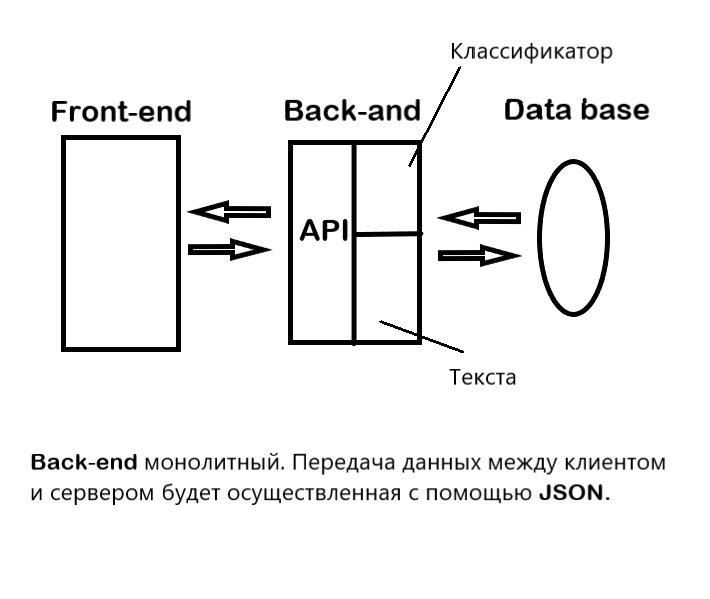 Классификатор
Front-end
Back-and
Data base
API
Текста
Back-end монолитный. Передача данных между клиентом
и сервером будет осуществленная с помощью JSON.